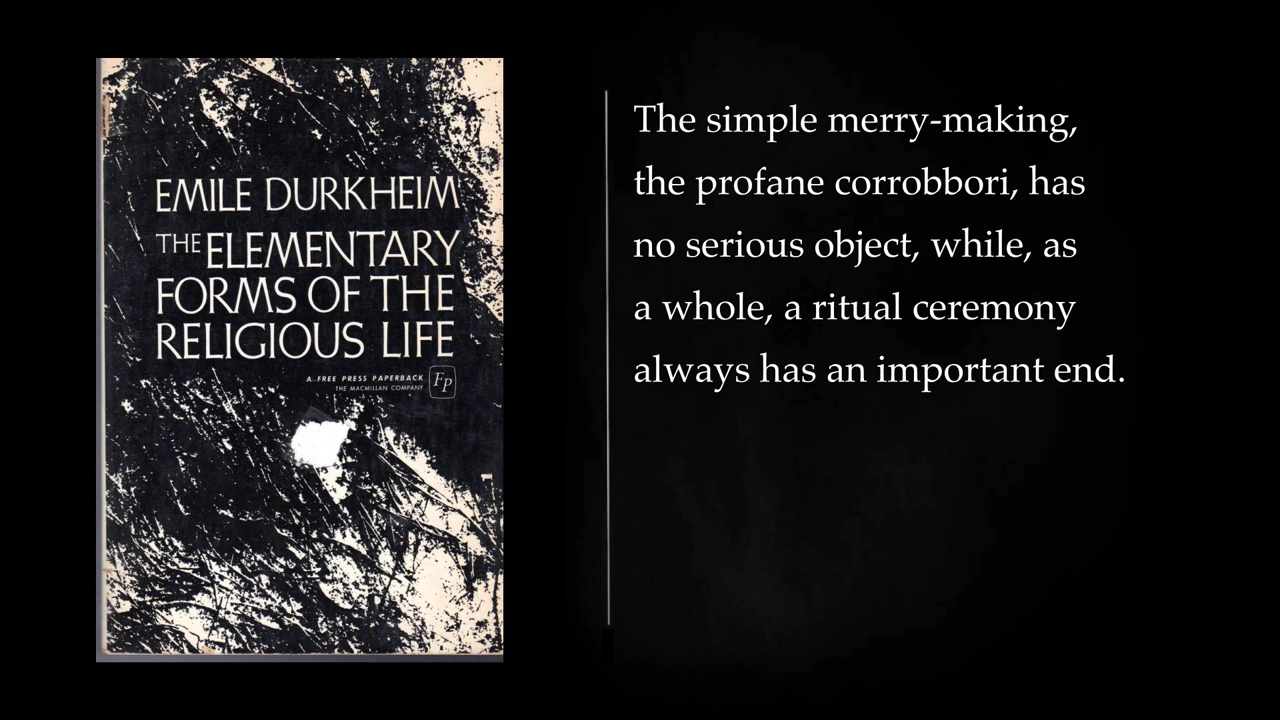 EMILE DURKHEIM
THE ELEMENTARY
FORMS OF THE
RELIGIOUS LIFE
A FREE PRESS PAPERBACK
THE MACMILLAN COMPANY
Fp
The simple merry-making,
the profane corrobbori, has
no serious object, while, as
a whole, a ritual ceremony
always has an important end.